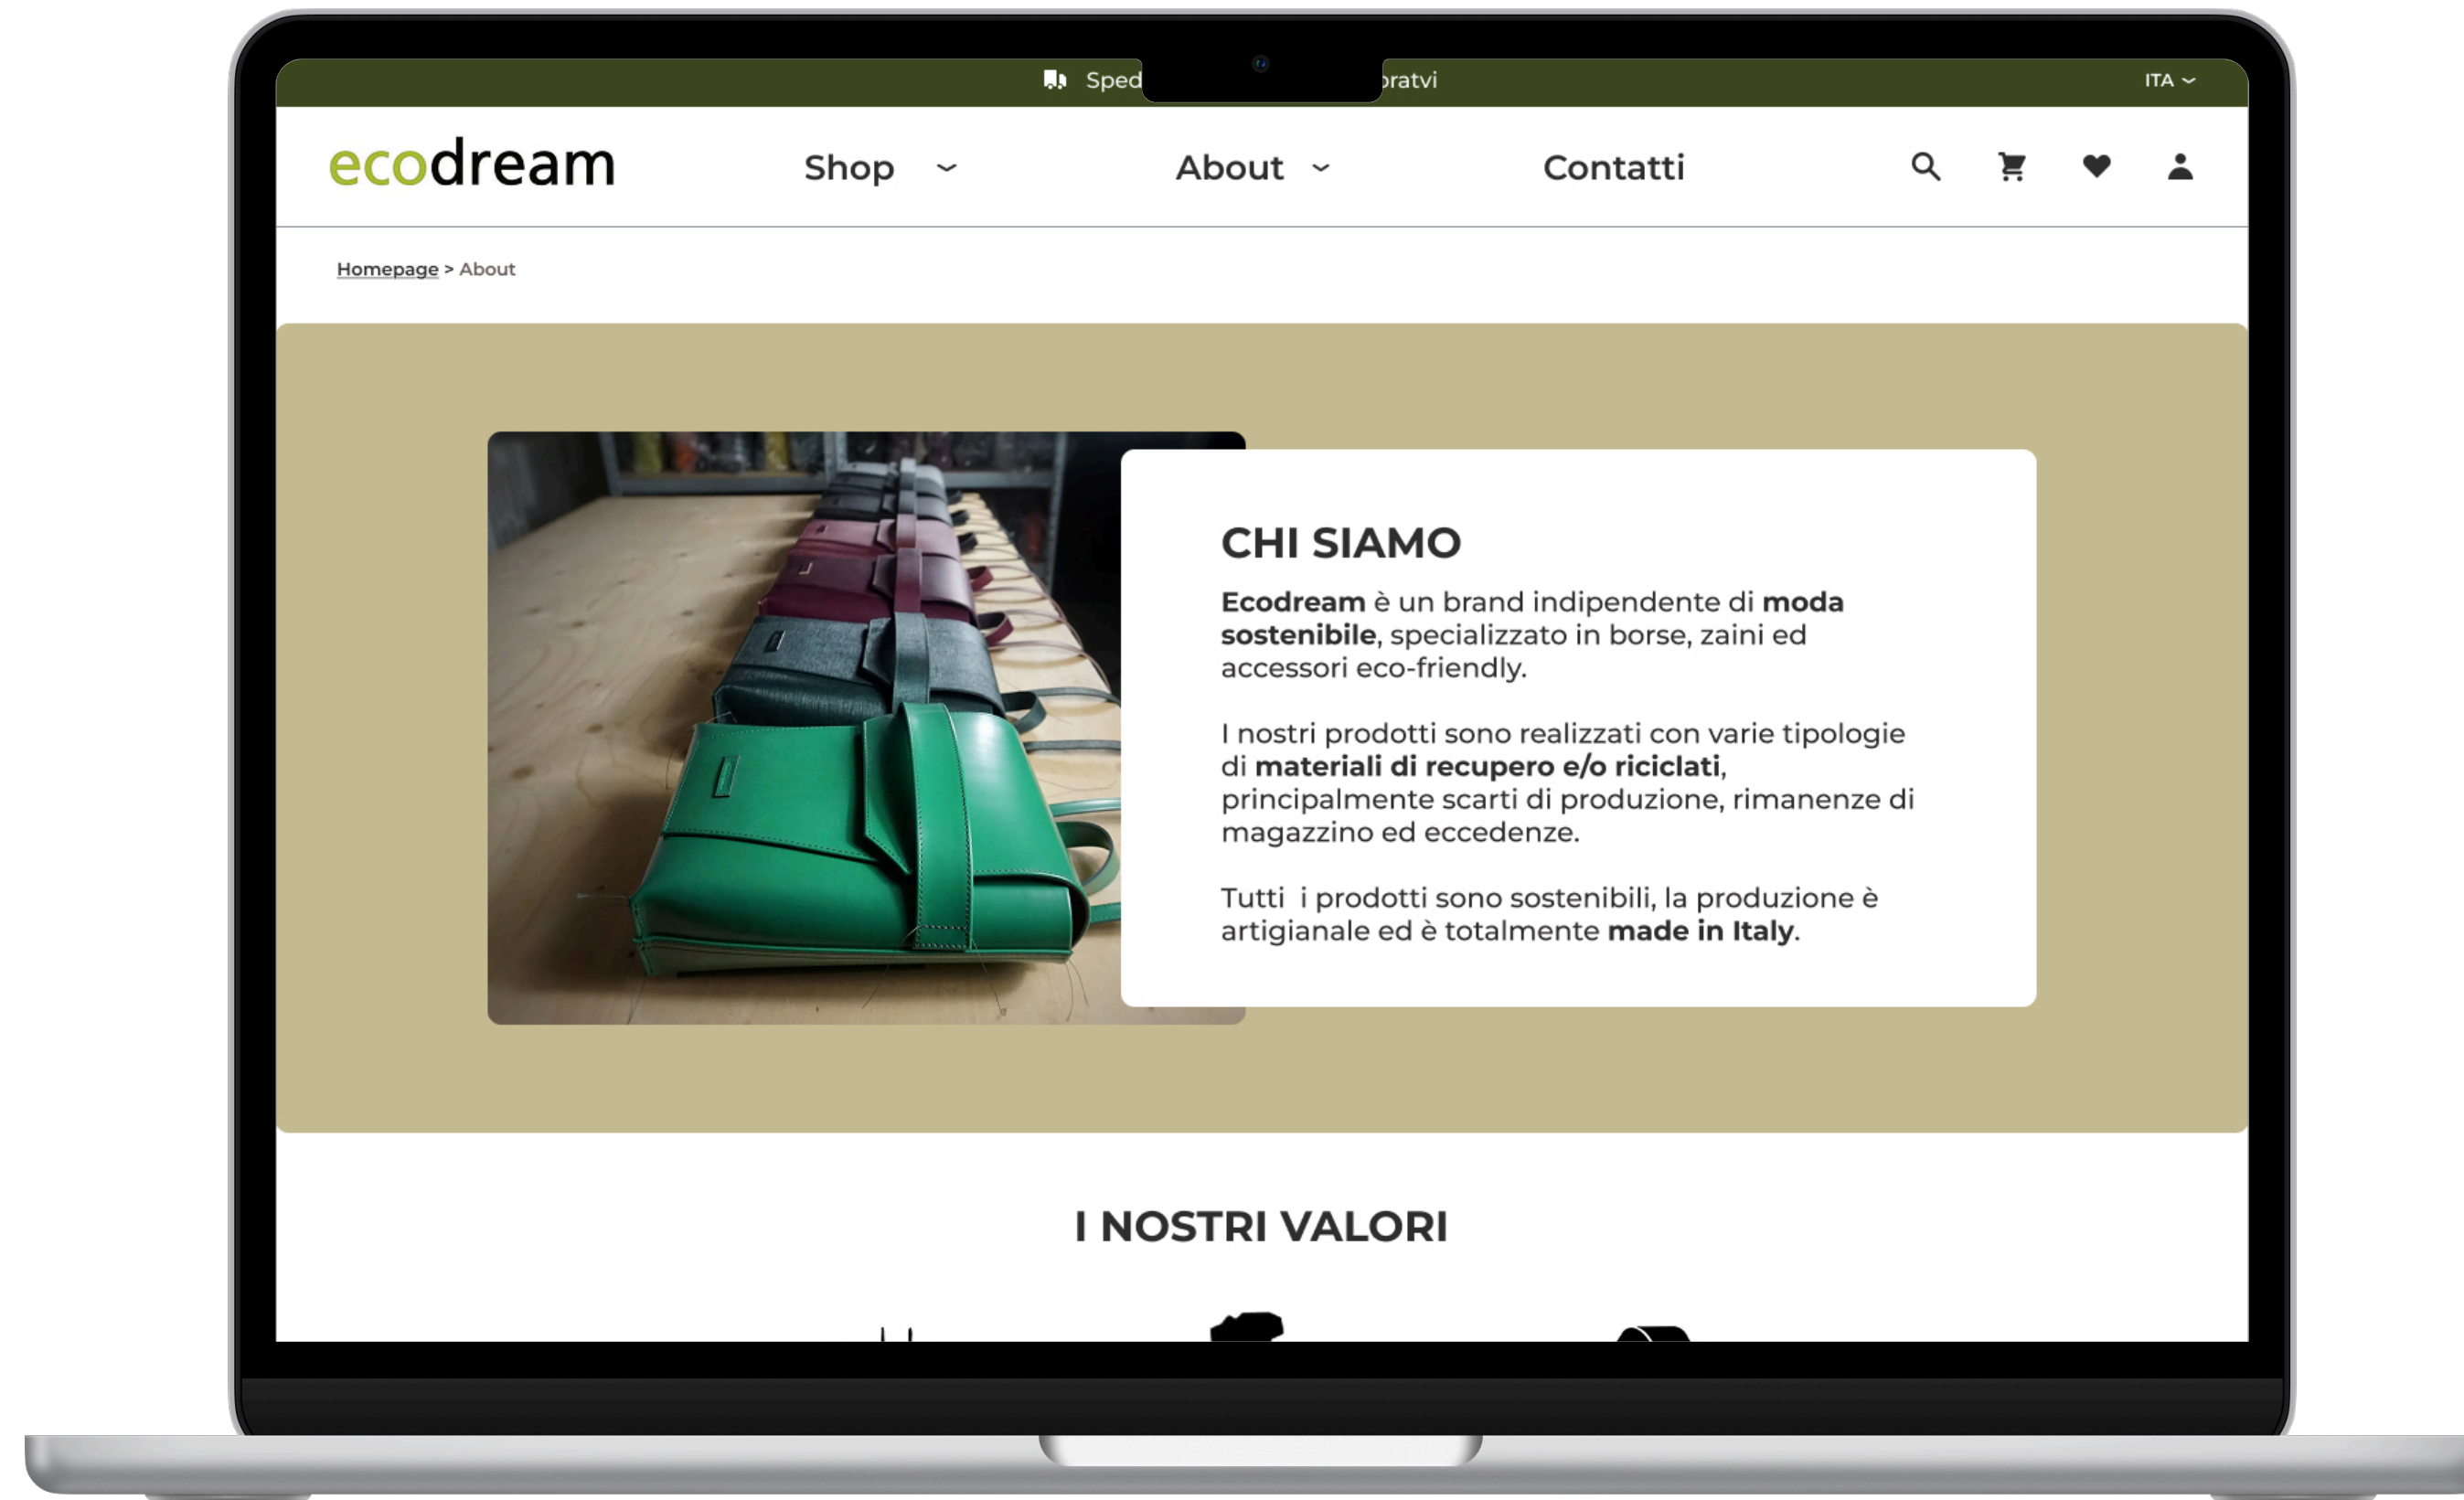 ITA
ecodream
Shop
About
Contatti
Homepage > About
CHI SIAMO
Ecodream è un brand indipendente di moda
sostenibile, specializzato in borse, zaini ed
accessori eco-friendly.
I nostri prodotti sono realizzati con varie tipologie
di materiali di recupero e/o riciclati,
principalmente scarti di produzione, rimanenze di
magazzino ed eccedenze.
Tutti i prodotti sono sostenibili, la produzione è
artigianale ed è totalmente made in Italy.
I NOSTRI VALORI